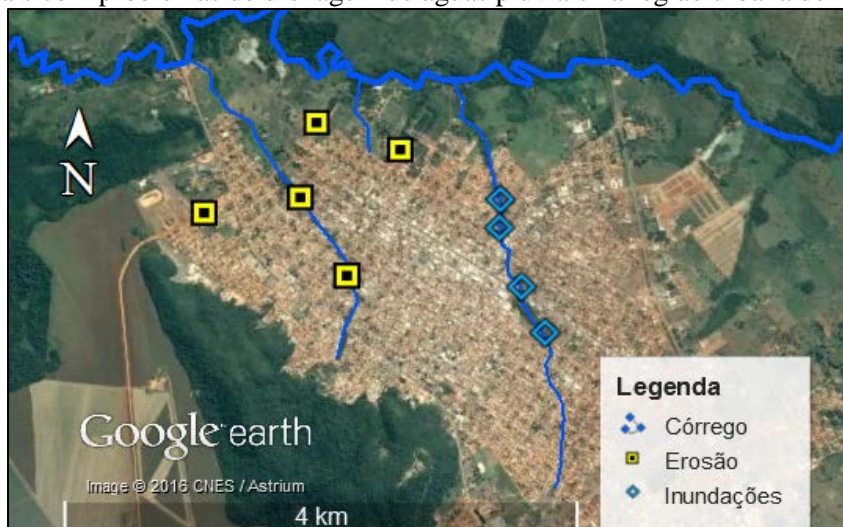 N
Legenda
Córrego
Erosão
Inundações
Google earth
Image © 2016 CNES / Astrium
4 km